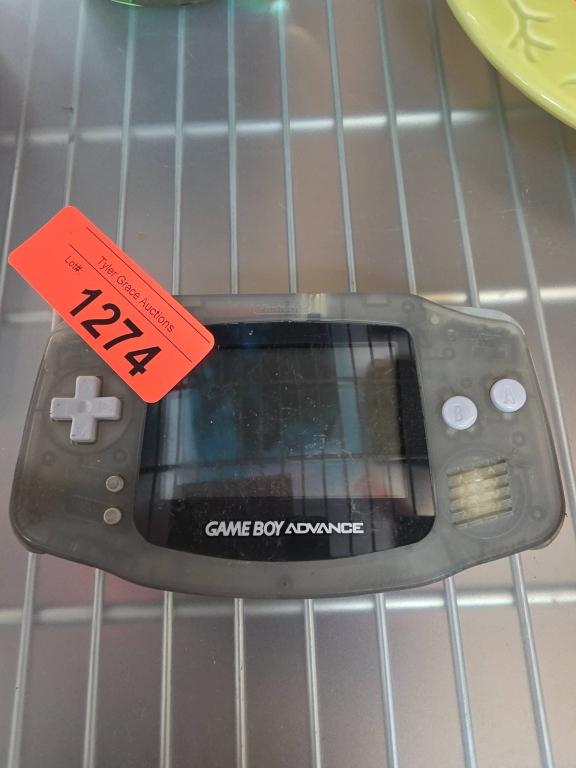 Tyler Grace Auctions
Lot#:
1274
GAME BOY ADVANCE
B
A